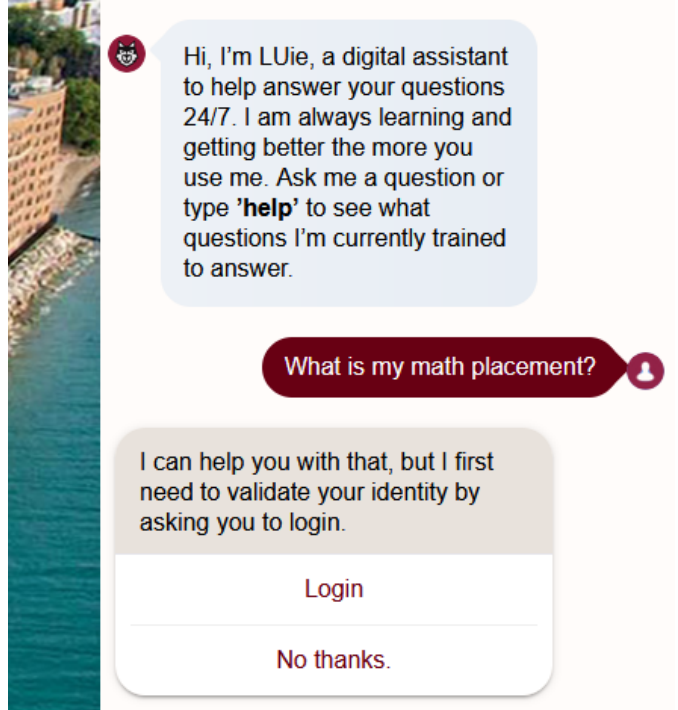 Hi, I’m LUie, a digital assistant
to help answer your questions
24/7. I am always learning and
getting better the more you
use me. Ask me a question or
type ’help’ to see what
questions I’m currently trained
to answer.
What is my math placement?
I can help you with that, but I first
need to validate your identity by
asking you to login.
Login
No thanks.